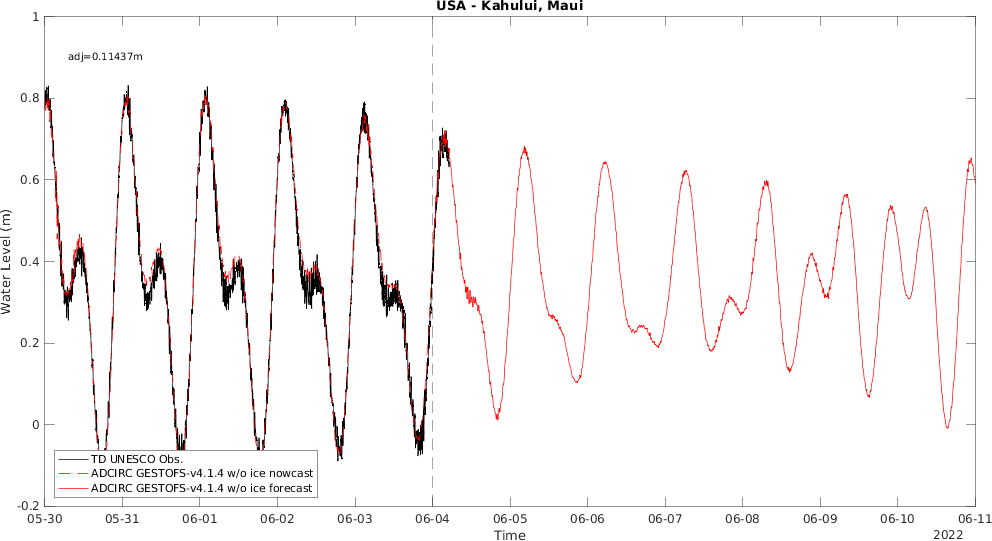 USA - Kahului, Maui
adj=0.11437m
1
0.8
0.6
0.4
0.2
0
-0.2
Water Level (m)
TD UNESCO Obs.
ADCIRC GESTOFS-v4.1.4 w/o ice nowcast
ADCIRC GESTOFS-v4.1.4 w/o ice forecast
05-30 05-31 06-01 06-02 06-03 06-04 06-05 06-06 06-07 06-08 06-09 06-10 06-11
Time
2022